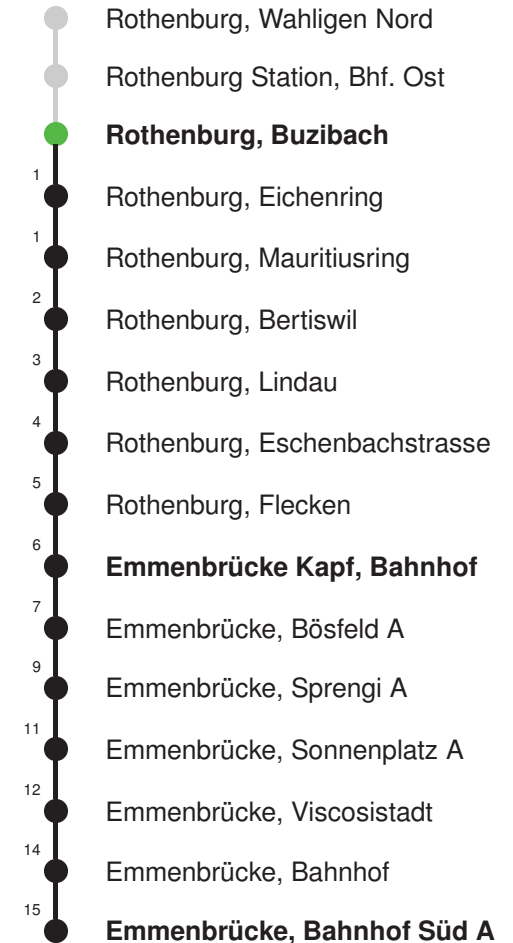 Rothenburg, Wahligen Nord
Rothenburg Station, Bhf. Ost
Rothenburg, Buzibach
1 Rothenburg, Eichenring
1 Rothenburg, Mauritiusring
2 Rothenburg, Bertiswil
3 Rothenburg, Lindau
4 Rothenburg, Eschenbachstrasse
5 Rothenburg, Flecken
6 Emmenbrücke Kapf, Bahnhof
7 Emmenbrücke, Bösfeld A
9 Emmenbrücke, Sprengi A
11 Emmenbrücke, Sonnenplatz A
12 Emmenbrücke, Viscosistadt
14 Emmenbrücke, Bahnhof
15 Emmenbrücke, Bahnhof Süd A